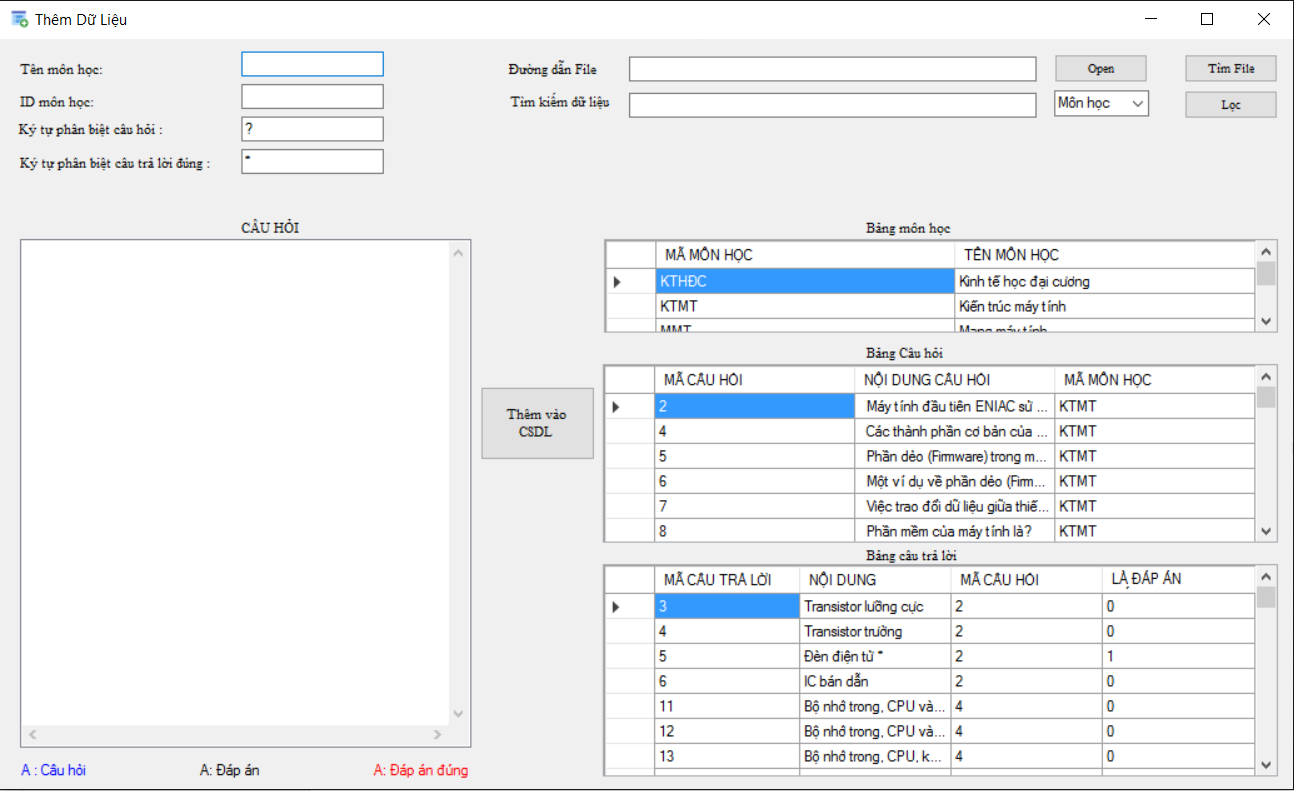 Thêm Dữ Liệu
Tên môn học:
ID môn học:
Ký tự phân biệt câu hỏi :
?
Ký tự phân biệt câu trả lời đúng :
*
Đường dẫn File
Open
Tìm File
Tìm kiếm dữ liệu
Môn học
Lọc
CÂU HỎI
Thêm vào
CSDL
A : Câu hỏi
A: Đáp án
A: Đáp án đúng
Bảng môn học
MÃ MÔN HỌC TÊN MÔN HỌC
KTHĐC Kinh tế học đại cương
KTMT Kiến trúc máy tính
MMT Mạng máy tính
Bảng Câu hỏi
MÃ CÂU HỎI NỘI DUNG CÂU HỎI MÃ MÔN HỌC
2 Máy tính đầu tiên ENIAC sử ... KTMT
4 Các thành phần cơ bản của ... KTMT
5 Phần dẻo (Firmware) trong m... KTMT
6 Một ví dụ về phần dẻo (Firm... KTMT
7 Việc trao đổi dữ liệu giữa thiế... KTMT
8 Phần mềm của máy tính là? KTMT
Bảng câu trả lời
MÃ CÂU TRẢ LỜI NỘI DUNG MÃ CÂU HỎI LÀ ĐÁP ÁN
3 Transistor lưỡng cực 2 0
4 Transistor trường 2 0
5 Đèn điện tử * 2 1
6 IC bán dẫn 2 0
11 Bộ nhớ trong, CPU và... 4 0
12 Bộ nhớ trong, CPU và... 4 0
13 Bộ nhớ trong, CPU, k... 4 0